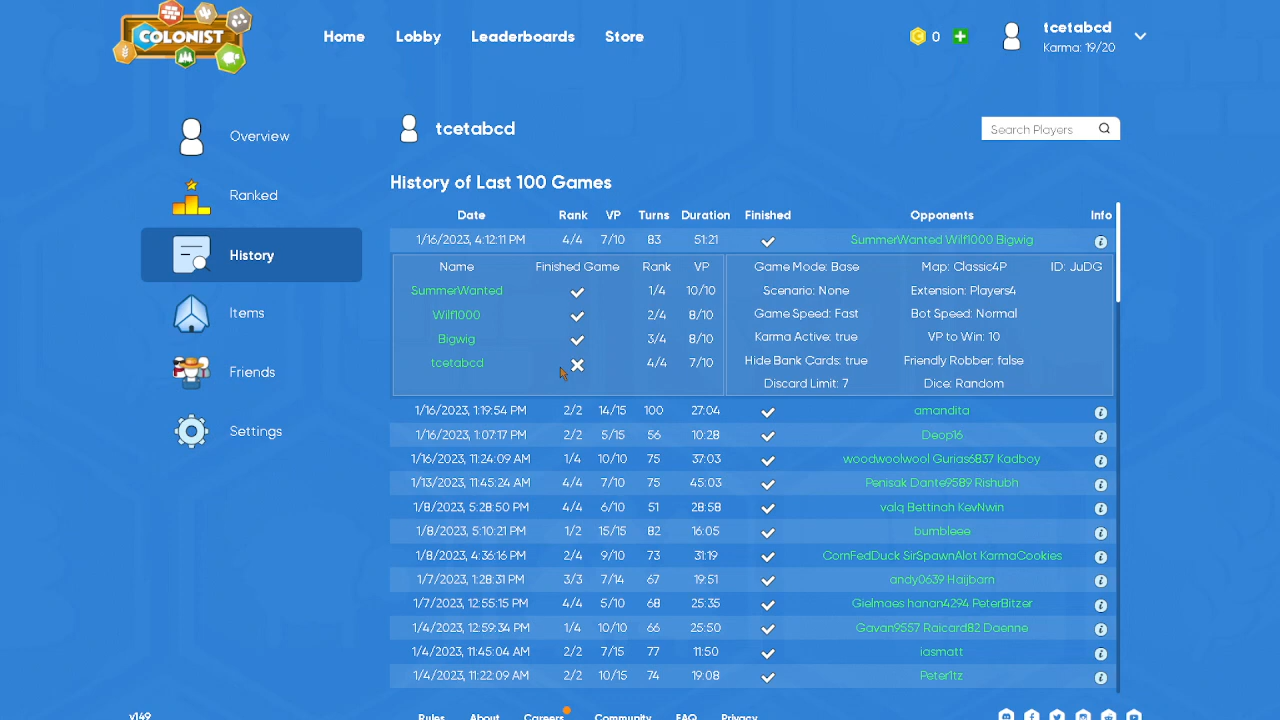 COLONIST
Home Lobby Leaderboards Store
0
tcetabcd
Karma: 19/20
Overview
Ranked
History
Items
Friends
Settings
tcetabcd
Search Players
History of Last 100 Games
Date Rank VP Turns Duration Finished Opponents Info
1/16/2023, 4:12:11 PM 4/4 7/10 83 51:21 SummerWanted Wilf1000 Bigwig
Name Finished Game Rank VP
SummerWanted 1/4 10/10
Wilf1000 2/4 8/10
Bigwig 3/4 8/10
tcetabcd 4/4 7/10
Game Mode: Base Map: Classic4P ID: JuDG
Scenario: None Extension: Players4
Game Speed: Fast Bot Speed: Normal
Karma Active: true VP to Win: 10
Hide Bank Cards: true Friendly Robber: false
Discard Limit: 7 Dice: Random
1/16/2023, 1:19:54 PM 2/2 14/15 100 27:04 amandita
1/16/2023, 1:07:17 PM 2/2 5/15 56 10:28 Deop16
1/16/2023, 11:24:09 AM 1/4 10/10 75 37:03 woodwoolwool Gurias6837 Kadboy
1/13/2023, 11:45:24 AM 4/4 7/10 75 45:03 Penisak Dante9589 Rishubh
1/8/2023, 5:28:50 PM 4/4 6/10 51 28:58 valq Bettinah KevNwin
1/8/2023, 5:10:21 PM 1/2 15/15 82 16:05 bumbleee
1/8/2023, 4:36:16 PM 2/4 9/10 73 31:19 CornFedDuck SirSpawnAlot KarmaCookies
1/7/2023, 1:28:31 PM 3/3 7/14 67 19:51 andy0639 Haijbarn
1/7/2023, 12:55:15 PM 4/4 5/10 68 25:35 Gielmaes hanan4294 PeterBitzer
1/4/2023, 12:59:34 PM 1/4 10/10 66 25:50 Gavan9557 Raicard82 Daenne
1/4/2023, 11:45:04 AM 2/2 7/15 77 11:50 iasmatt
1/4/2023, 11:22:09 AM 2/2 10/15 74 19:08 Peter1tz
v149
Rules About Careers Community FAQ Privacy